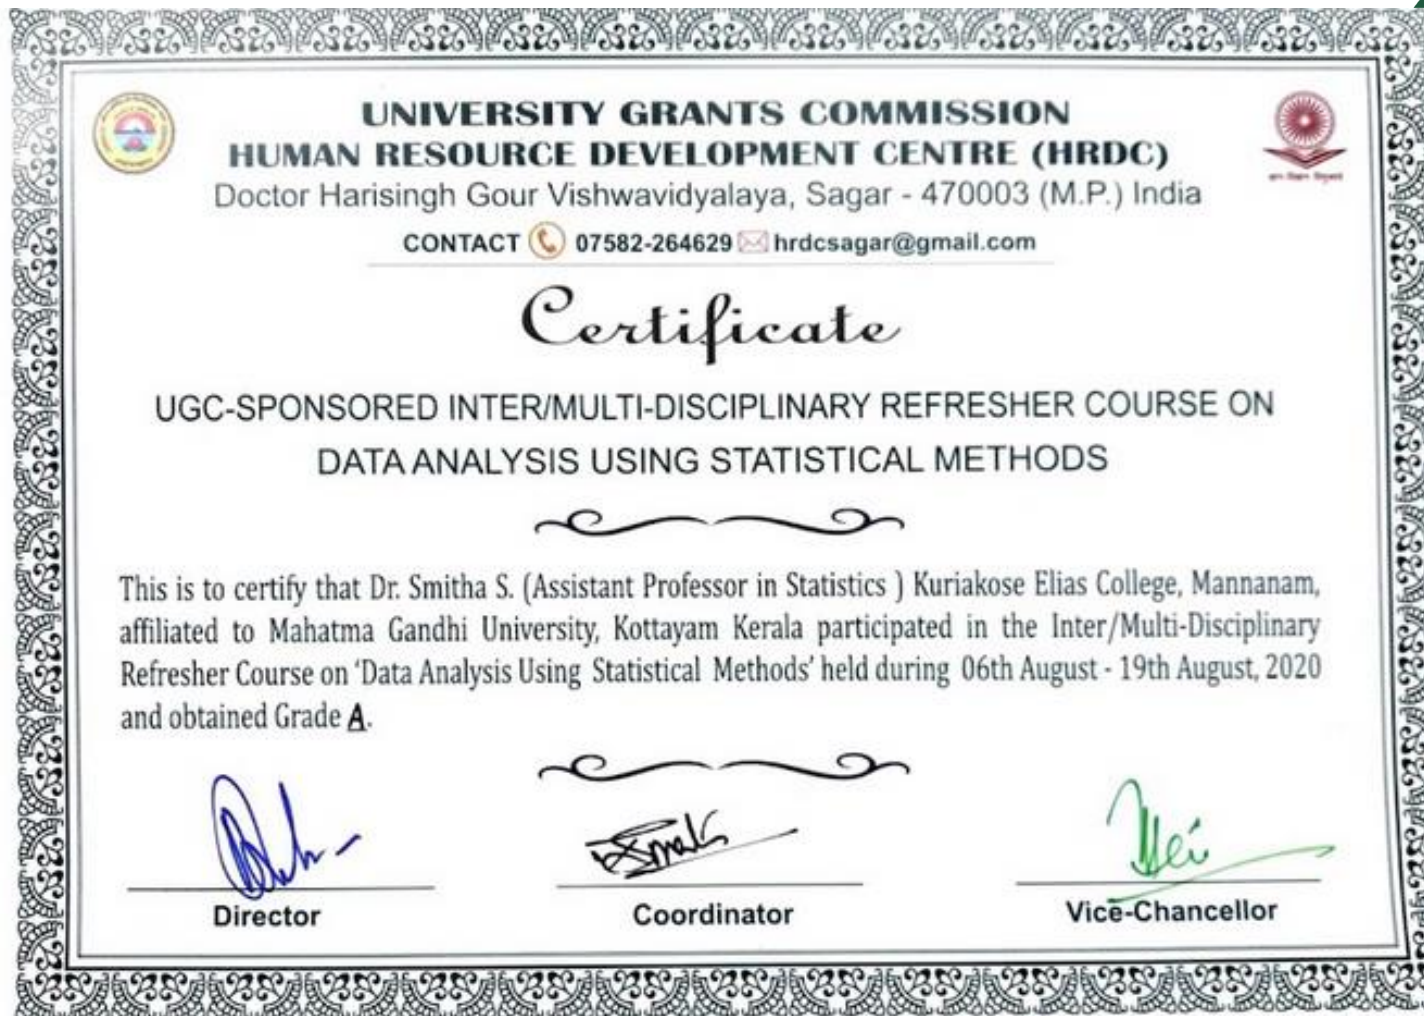 UNIVERSITY GRANTS COMMISSION
HUMAN RESOURCE DEVELOPMENT CENTRE (HRDC)
Doctor Harisingh Gour Vishwavidyalaya, Sagar - 470003 (M.P.) India
CONTACT 07582-264629 hrdcsagar@gmail.com
Certificate
UGC-SPONSORED INTER/MULTI-DISCIPLINARY REFRESHER COURSE ON
DATA ANALYSIS USING STATISTICAL METHODS
This is to certify that Dr. Smitha S. (Assistant Professor in Statistics ) Kuriakose Elias College, Mannanam,
affiliated to Mahatma Gandhi University, Kottayam Kerala participated in the Inter/Multi-Disciplinary
Refresher Course on ‘Data Analysis Using Statistical Methods’ held during 06th August - 19th August, 2020
and obtained Grade A.
Director
Coordinator
Vice-Chancellor